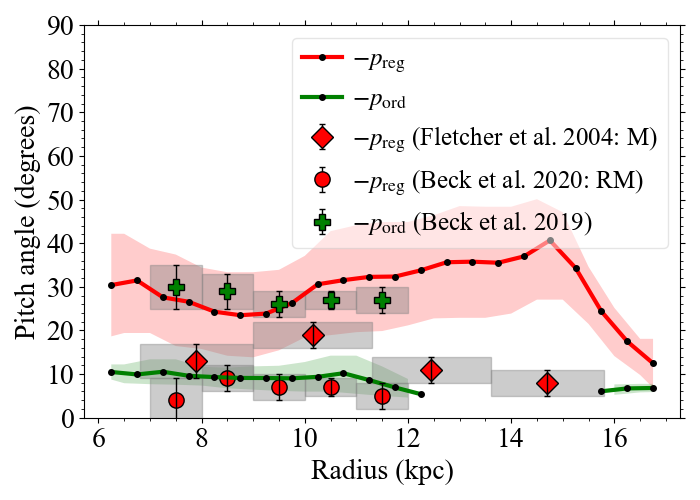 90
80
70
60
50
40
30
20
10
0
Pitch angle (degrees)
−p_reg
−p_ord
−p_reg (Fletcher et al. 2004: M)
−p_reg (Beck et al. 2020: RM)
−p_ord (Beck et al. 2019)
6 8 10 12 14 16
Radius (kpc)